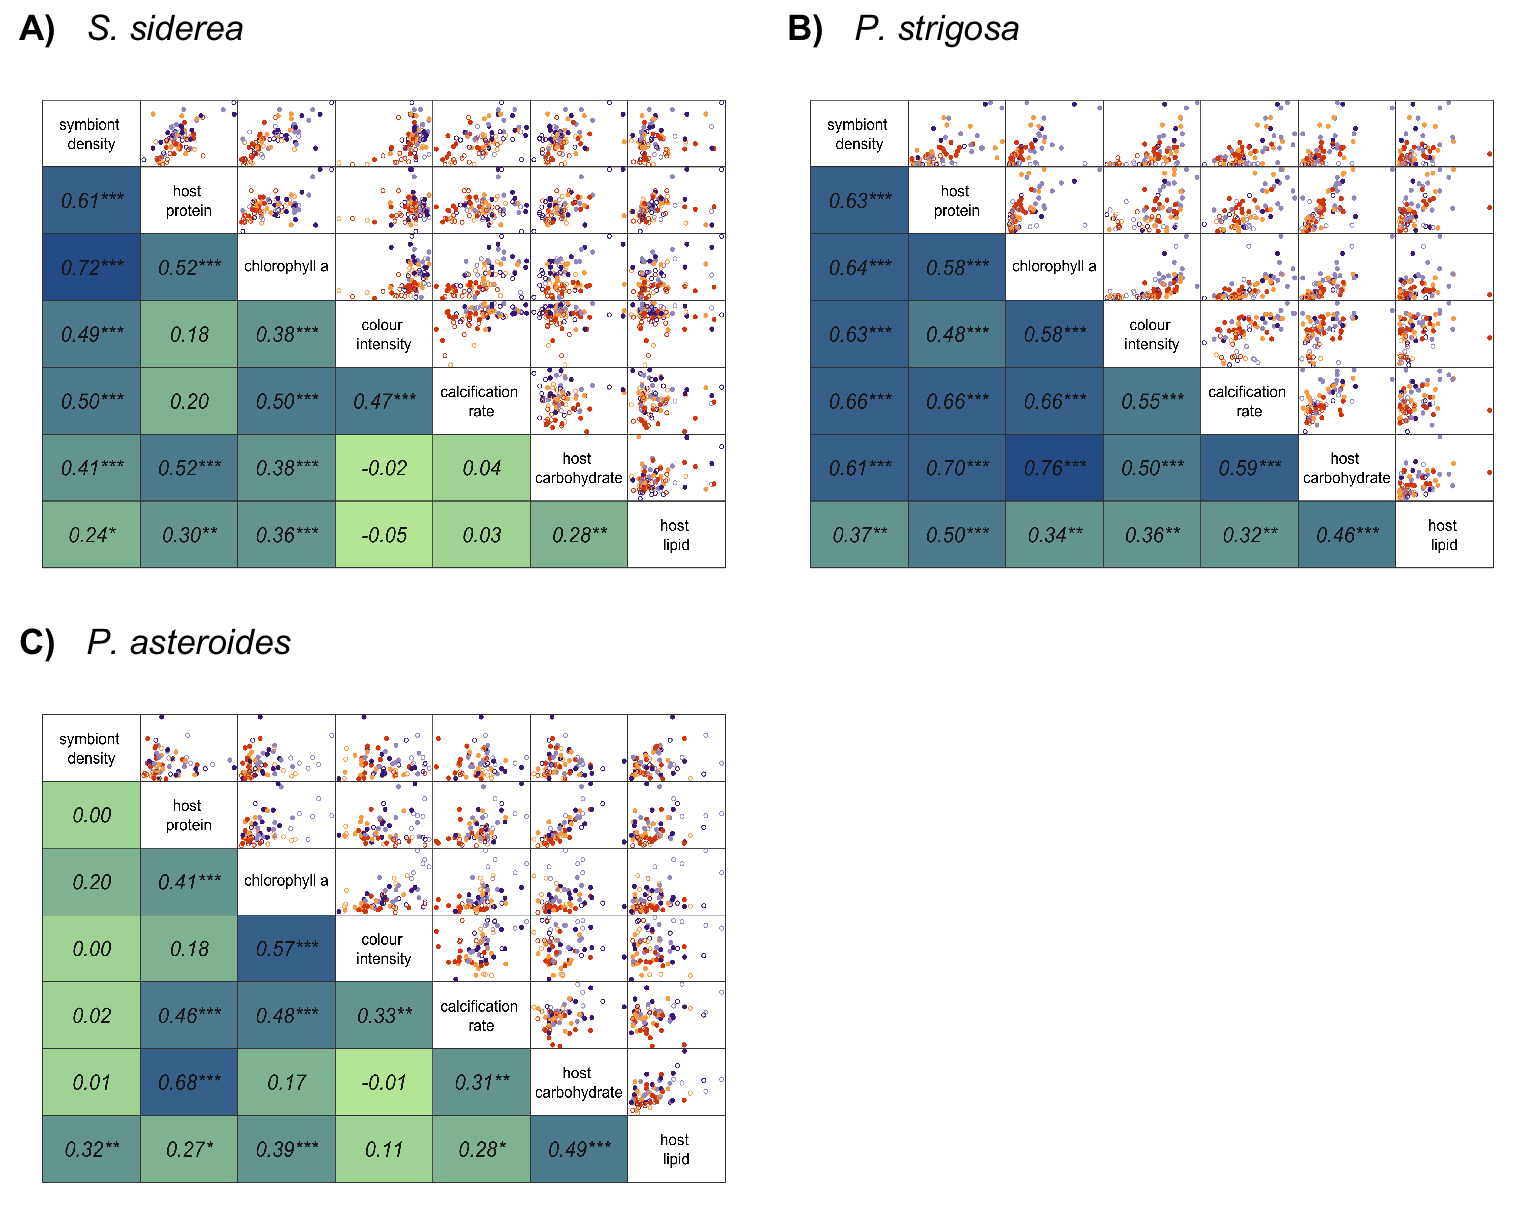 A) S. siderea
symbiont
density
0.61***
host
protein
0.72***
0.52***
chlorophyll a
0.49***
0.18
0.38***
colour
intensity
0.50***
0.20
0.50***
0.47***
calcification
rate
0.41***
0.52***
0.38***
-0.02
0.04
host
carbohydrate
0.24*
0.30**
0.36***
-0.05
0.03
0.28**
host
lipid
B) P. strigosa
symbiont
density
0.63***
host
protein
0.64***
0.58***
chlorophyll a
0.63***
0.48***
0.58***
colour
intensity
0.66***
0.66***
0.66***
0.55***
calcification
rate
0.61***
0.70***
0.76***
0.50***
0.59***
host
carbohydrate
0.37**
0.50***
0.34**
0.36**
0.32**
0.46***
host
lipid
C) P. asteroides
symbiont
density
0.00
host
protein
0.20
0.41***
chlorophyll a
0.00
0.18
0.57***
colour
intensity
0.02
0.46***
0.48***
0.33**
calcification
rate
0.01
0.68***
0.17
-0.01
0.31**
host
carbohydrate
0.32**
0.27*
0.39***
0.11
0.28*
0.49***
host
lipid